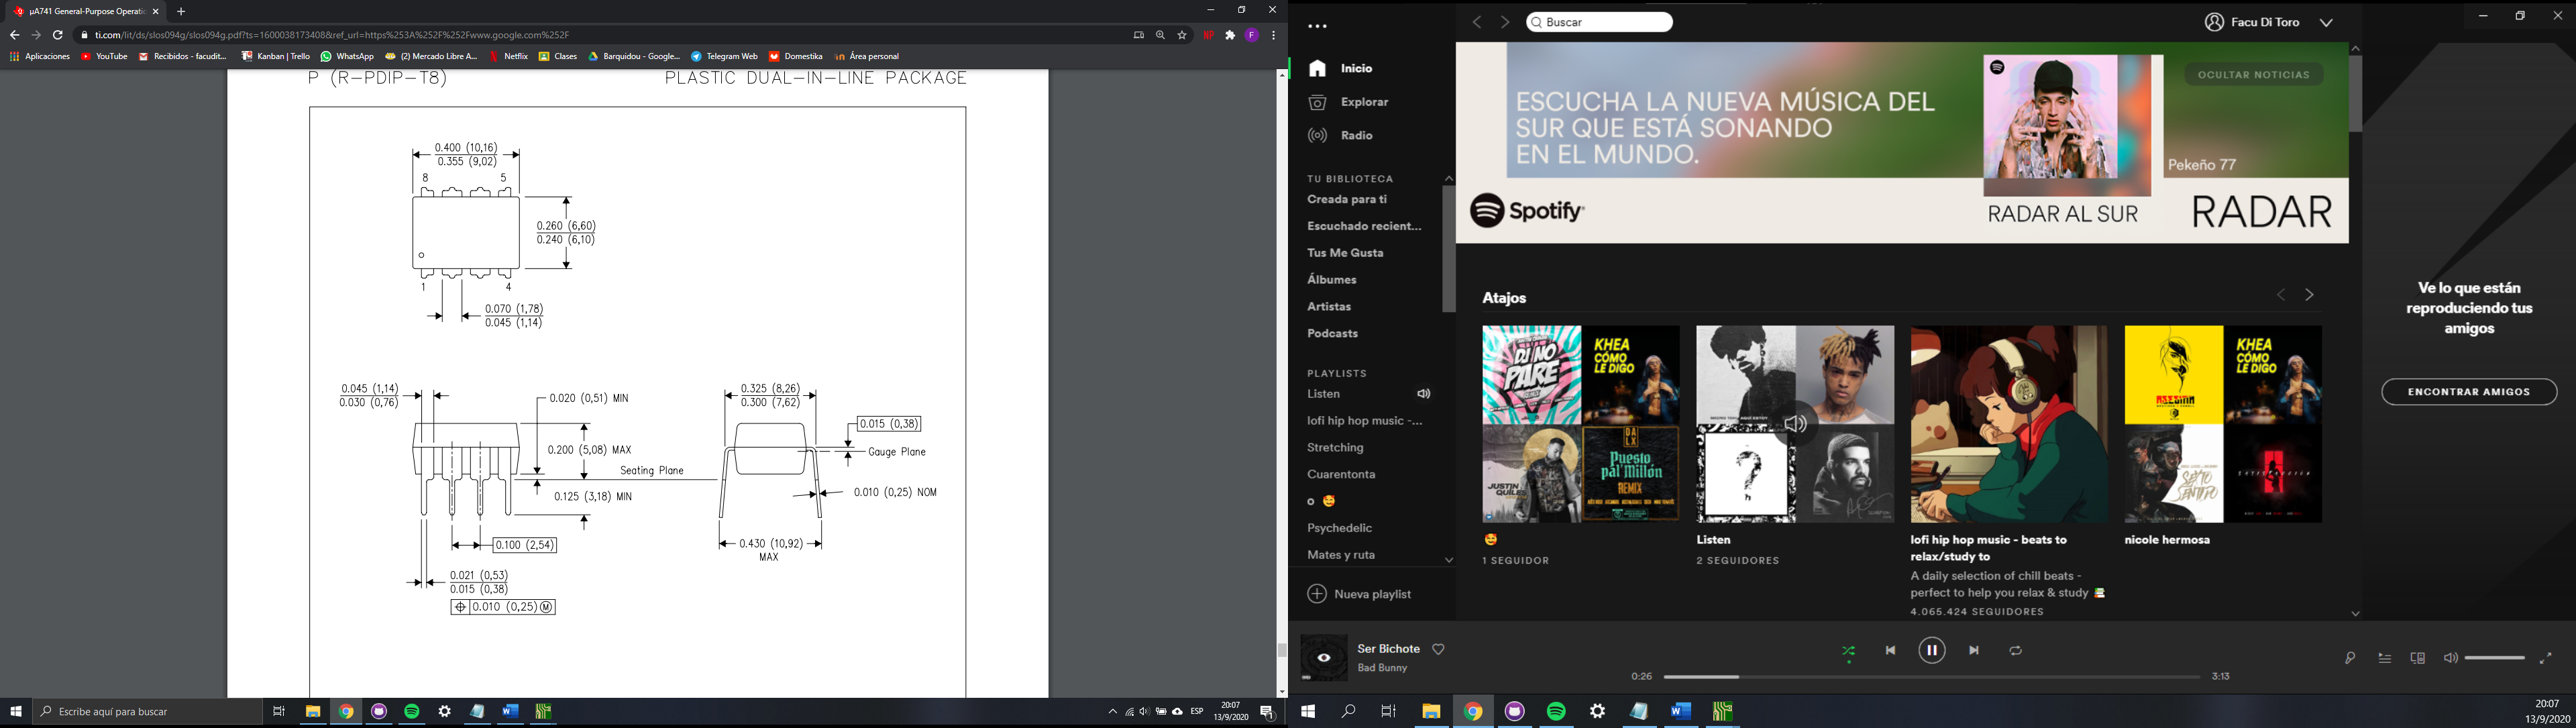 µA741 General-Purpose Operatio
ti.com/lit/ds/slos094g/slos094g.pdf?ts=1600038173408&ref_url=https%253A%252F%252Fwww.google.com%252F
Aplicaciones
YouTube
Recibidos - facudit...
Kanban | Trello
WhatsApp
(2) Mercado Libre A...
Netflix
Clases
Barquidou - Google...
Telegram Web
Domestika
Área personal
P (R-PDIP-T8)
PLASTIC DUAL-IN-LINE PACKAGE
0.400 (10,16)
0.355 (9,02)
8 5
0.260 (6,60)
0.240 (6,10)
1 4
0.070 (1,78)
0.045 (1,14)
0.045 (1,14)
0.030 (0,76)
0.020 (0,51) MIN
0.200 (5,08) MAX
Seating Plane
0.125 (3,18) MIN
0.325 (8,26)
0.300 (7,62)
0.015 (0,38)
Gauge Plane
0.010 (0,25) NOM
0.100 (2,54)
0.430 (10,92)
MAX
0.021 (0,53)
0.015 (0,38)
0.010 (0,25) M
Escribe aquí para buscar
ESP
20:07
13/9/2020
Buscar
Facu Di Toro
Inicio
Explorar
Radio
TU BIBLIOTECA
Creada para ti
Escuchado recient...
Tus Me Gusta
Álbumes
Artistas
Podcasts
PLAYLISTS
Listen
lofi hip hop music -...
Stretching
Cuarentonta
Psychedelic
Mates y ruta
Nueva playlist
OCULTAR NOTICIAS
ESCUCHA LA NUEVA MÚSICA DEL
SUR QUE ESTÁ SONANDO
EN EL MUNDO.
Pekeño 77
Spotify
RADAR AL SUR
RADAR
Atajos
DJ NO
PARE
KHEA
CÓMO
LE DIGO
JUSTIN
QUILES
DALX
Puesto
pal' Millón
REMIX
KHEA
CÓMO
LE DIGO
SEXTO
SENTIDO
🥰
1 SEGUIDOR
Listen
2 SEGUIDORES
lofi hip hop music - beats to
relax/study to
A daily selection of chill beats -
perfect to help you relax & study 📚
4.065.424 SEGUIDORES
nicole hermosa
Ve lo que están
reproduciendo tus
amigos
ENCONTRAR AMIGOS
Ser Bichote
Bad Bunny
0:26
3:13
20:07
13/9/2020